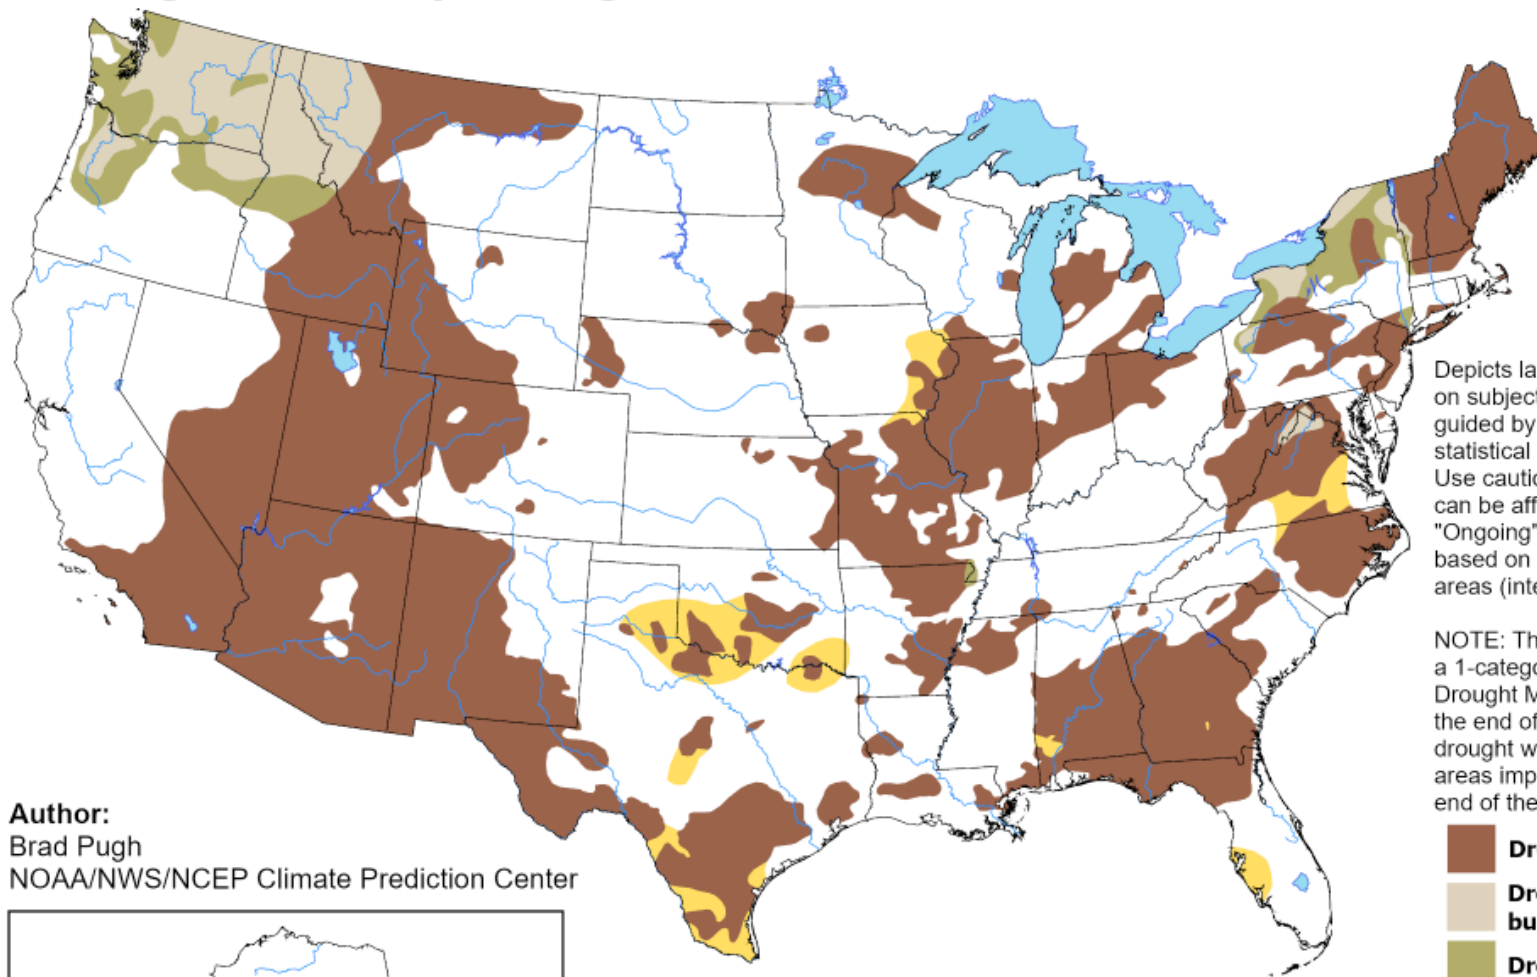 Author:
Brad Pugh
NOAA/NWS/NCEP Climate Prediction Center
Depicts la
on subject
guided by
statistical
Use cautio
can be aff
"Ongoing"
based on
areas (inte
NOTE: Th
a 1-catego
Drought M
the end of
drought w
areas imp
end of the
Dr
Dro
bu
Dr